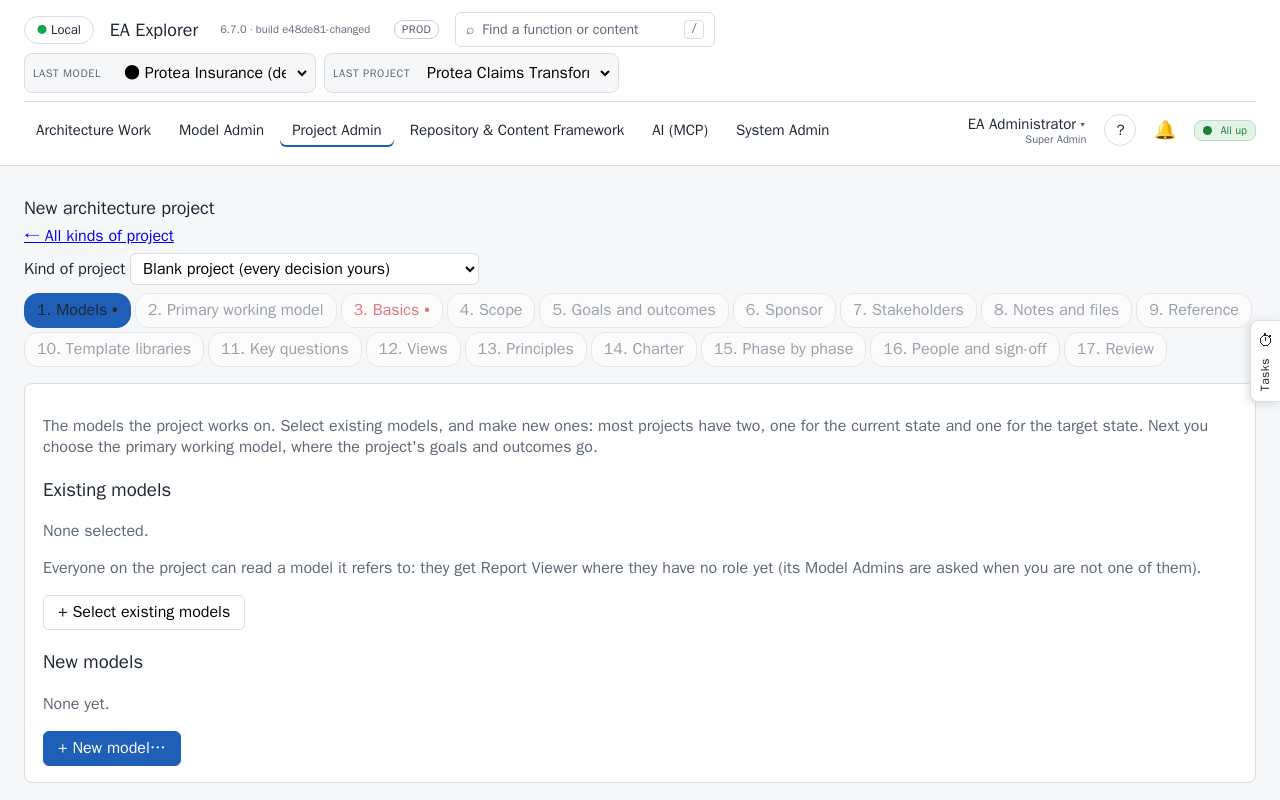 Local
EA Explorer
6.7.0 · build e48de81-changed
PROD
Find a function or content
/
LAST MODEL
Protea Insurance (de
LAST PROJECT
Protea Claims Transform
Architecture Work
Model Admin
Project Admin
Repository & Content Framework
AI (MCP)
System Admin
EA Administrator
Super Admin
?
All up
New architecture project
← All kinds of project
Kind of project
Blank project (every decision yours)
1. Models •
2. Primary working model
3. Basics •
4. Scope
5. Goals and outcomes
6. Sponsor
7. Stakeholders
8. Notes and files
9. Reference
10. Template libraries
11. Key questions
12. Views
13. Principles
14. Charter
15. Phase by phase
16. People and sign-off
17. Review
Tasks
The models the project works on. Select existing models, and make new ones: most projects have two, one for the current state and one for the target state. Next you
choose the primary working model, where the project's goals and outcomes go.
Existing models
None selected.
Everyone on the project can read a model it refers to: they get Report Viewer where they have no role yet (its Model Admins are asked when you are not one of them).
+ Select existing models
New models
None yet.
+ New model…